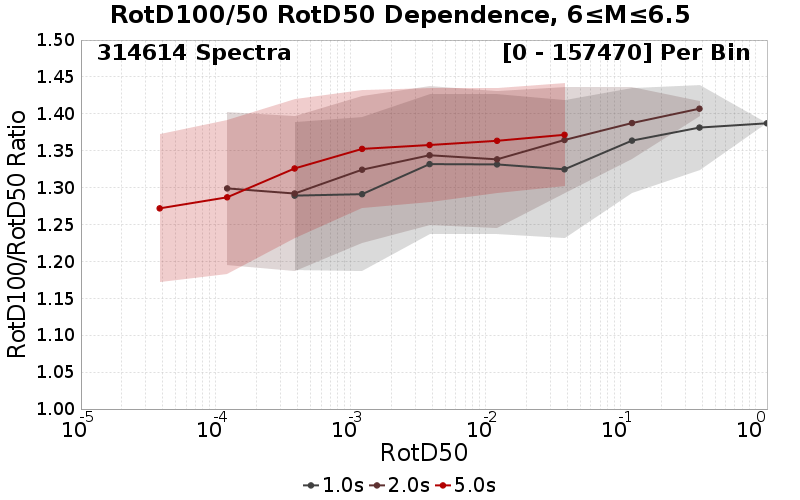 RotD100/50 RotD50 Dependence, 6≤M≤6.5
314614 Spectra
[0 - 157470] Per Bin
RotD100/RotD50 Ratio
1.50
1.45
1.40
1.35
1.30
1.25
1.20
1.15
1.10
1.05
1.00
10^-5 10^-4 10^-3 10^-2 10^-1 10^0
RotD50
1.0s 2.0s 5.0s